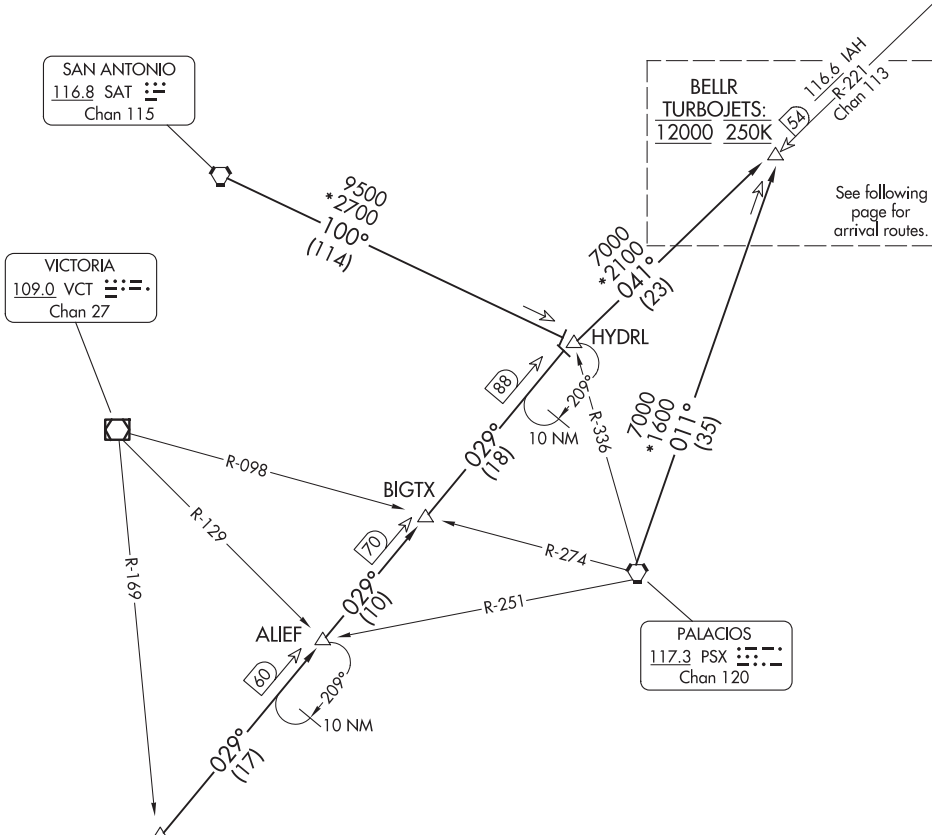 SAN ANTONIO
116.8 SAT
Chan 115
116.6 IAH
R-221
Chan 113
54
BELLR
TURBOJETS:
12000 250K
See following
page for
arrival routes.
9500
*2700
100°
(114)
VICTORIA
109.0 VCT
Chan 27
7000
*2100
041°
(23)
HYDRL
88
209°
10 NM
R-336
7000
*1600
011°
(35)
029°
(18)
R-098
BIGTX
R-129
70
R-274
R-169
029°
(10)
R-251
ALIEF
60
209°
10 NM
PALACIOS
117.3 PSX
Chan 120
029°
(17)